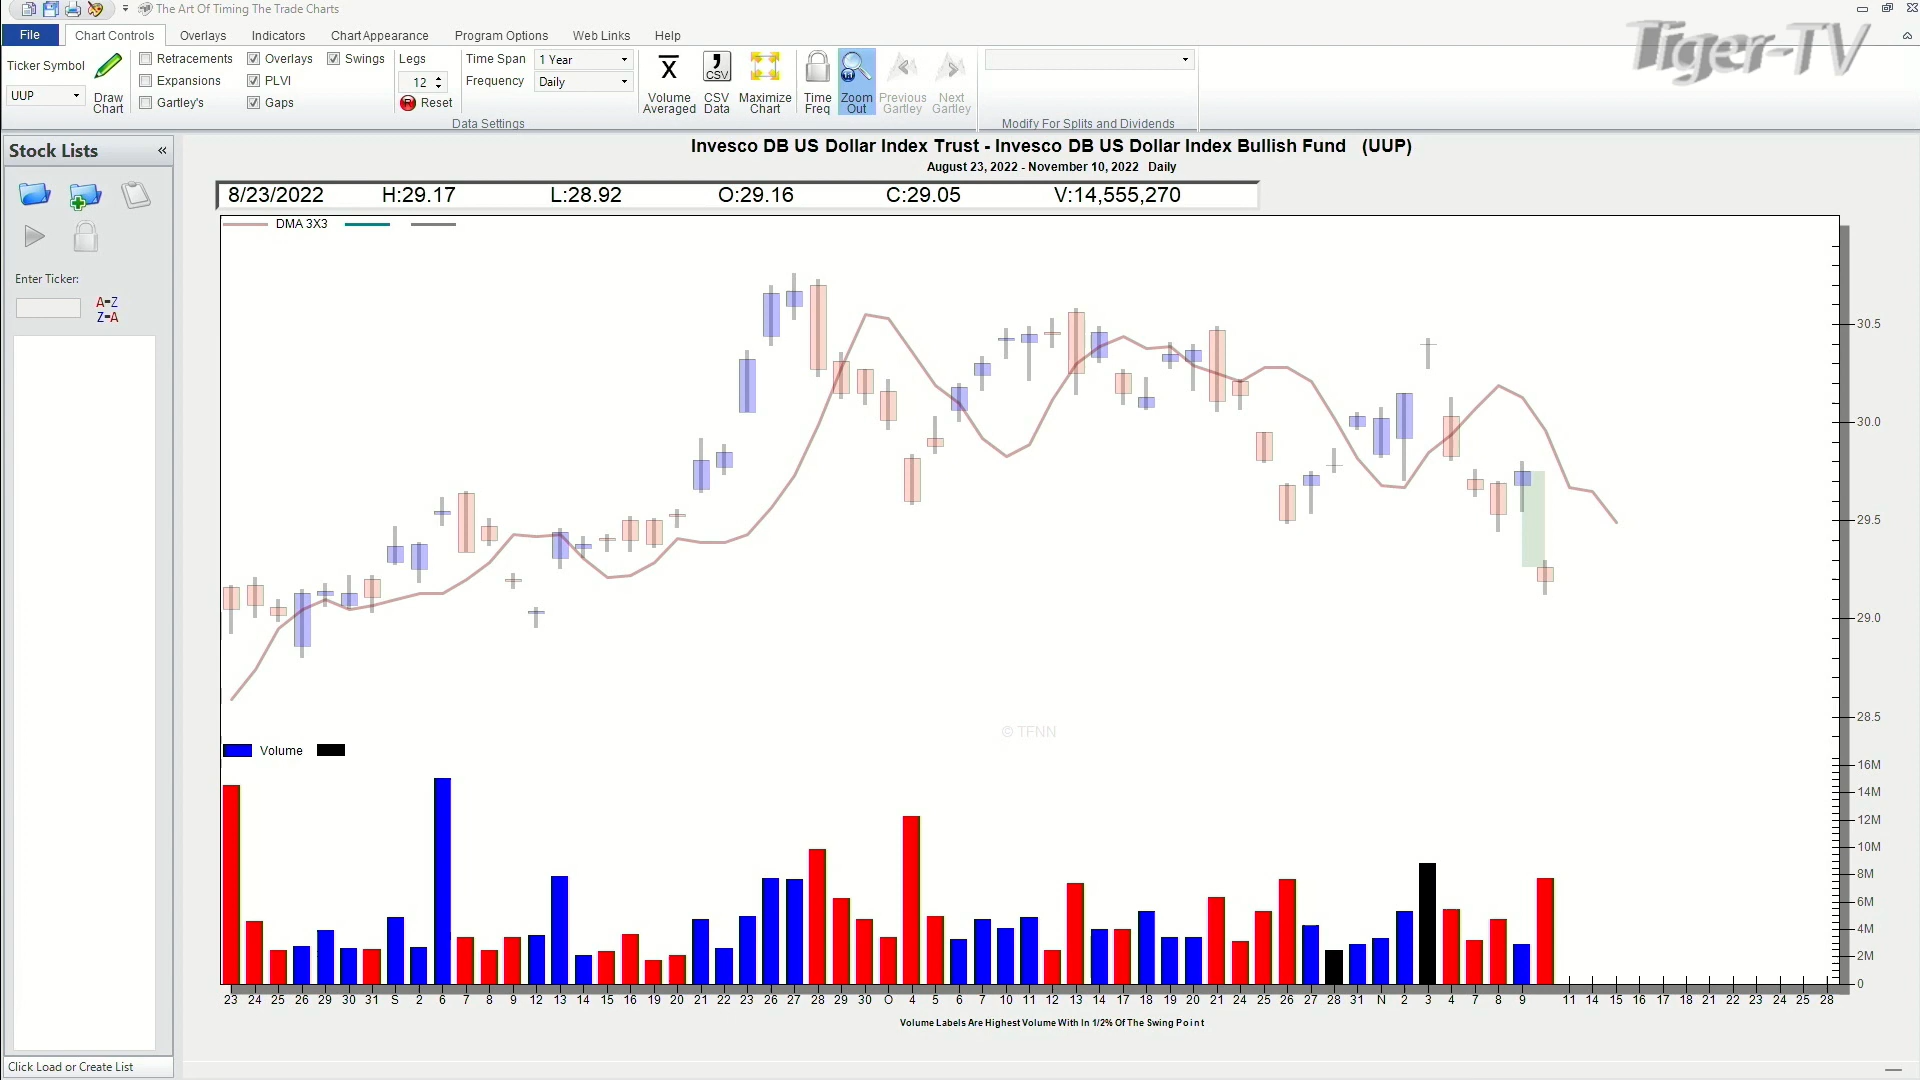 The Art Of Timing The Trade Charts
File Chart Controls Overlays Indicators Chart Appearance Program Options Web Links Help
Tiger-TV
Ticker Symbol
UUP
Draw Chart
Retracements
Expansions
Gartley's
Overlays
PLVI
Gaps
Swings
Legs
12
Reset
Time Span 1 Year
Frequency Daily
Data Settings
Volume Averaged
CSV
CSV Data
Maximize Chart
Time Freq
Zoom Out
Previous Gartley
Next Gartley
Modify For Splits and Dividends
Stock Lists «
Enter Ticker:
A=Z
Z=A
Click Load or Create List
Invesco DB US Dollar Index Trust - Invesco DB US Dollar Index Bullish Fund (UUP)
August 23, 2022 - November 10, 2022 Daily
8/23/2022 H:29.17 L:28.92 O:29.16 C:29.05 V:14,555,270
DMA 3X3
30.5
30.0
29.5
29.0
28.5
© TFNN
Volume
16M
14M
12M
10M
8M
6M
4M
2M
0
23 24 25 26 29 30 31 S 2 6 7 8 9 12 13 14 15 16 19 20 21 22 23 26 27 28 29 30 O 4 5 6 7 10 11 12 13 14 17 18 19 20 21 24 25 26 27 28 31 N 2 3 4 7 8 9 11 14 15 16 17 18 21 22 23 24 25 28
Volume Labels Are Highest Volume With In 1/2% Of The Swing Point